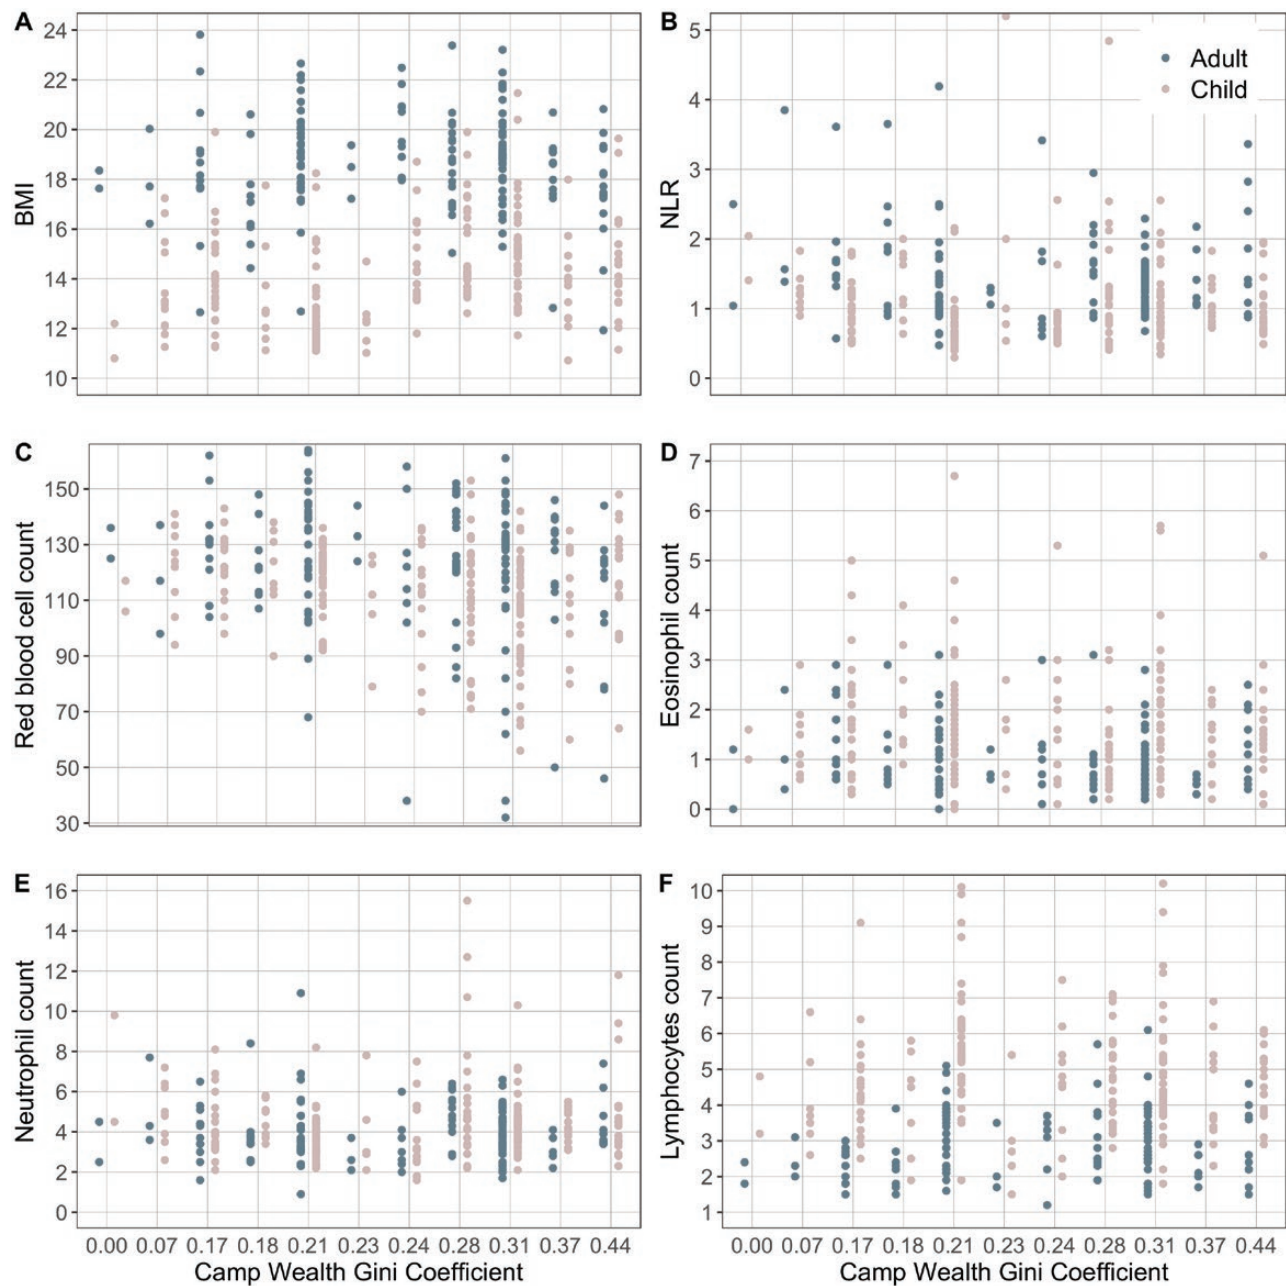 A
BMI
24
22
20
18
16
14
12
10
B
NLR
5
4
3
2
1
0
Adult
Child
C
Red blood cell count
150
130
110
90
70
50
30
D
Eosinophil count
7
6
5
4
3
2
1
0
E
Neutrophil count
16
14
12
10
8
6
4
2
0
0.00 0.07 0.17 0.18 0.21 0.23 0.24 0.28 0.31 0.37 0.44
Camp Wealth Gini Coefficient
F
Lymphocytes count
10
9
8
7
6
5
4
3
2
1
0.00 0.07 0.17 0.18 0.21 0.23 0.24 0.28 0.31 0.37 0.44
Camp Wealth Gini Coefficient